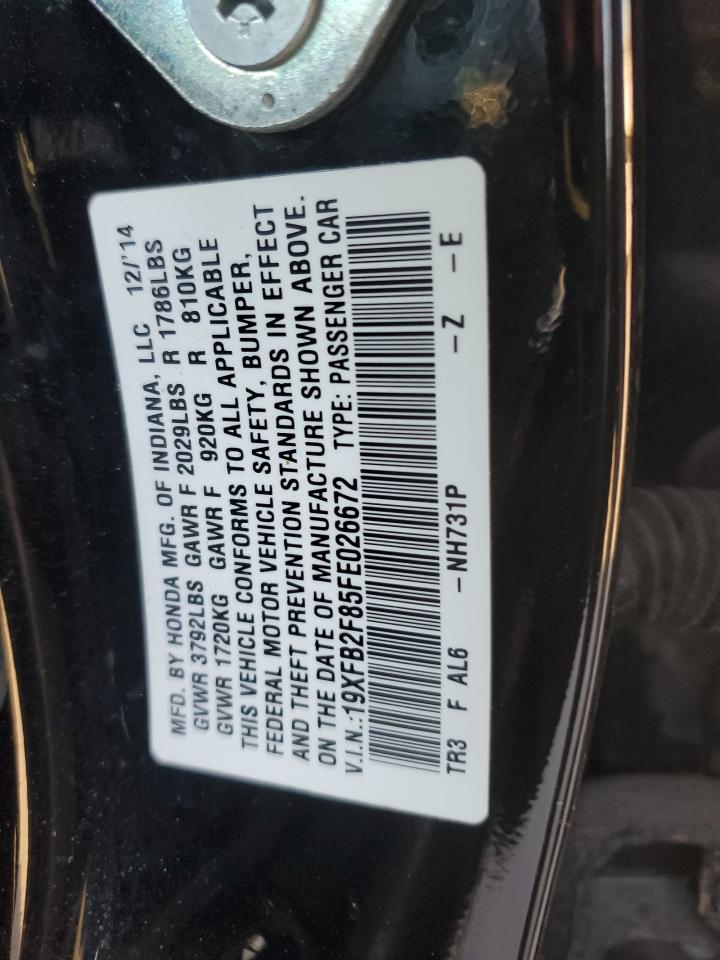 MFD. BY HONDA MFG. OF INDIANA, LLC 12/'14
GVWR 3792LBS GAWR F 2029LBS R 1786LBS
GVWR 1720KG GAWR F 920KG R 810KG
THIS VEHICLE CONFORMS TO ALL APPLICABLE
FEDERAL MOTOR VEHICLE SAFETY, BUMPER,
AND THEFT PREVENTION STANDARDS IN EFFECT
ON THE DATE OF MANUFACTURE SHOWN ABOVE.
V.I.N.:19XFB2F85FE026672 TYPE: PASSENGER CAR
TR3 F AL6 –NH731P –Z –E